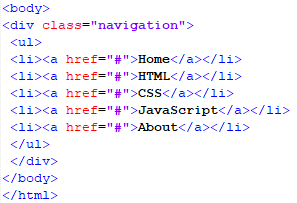 <body>
<div class="navigation">
<ul>
<li><a href="#">Home</a></li>
<li><a href="#">HTML</a></li>
<li><a href="#">CSS</a></li>
<li><a href="#">JavaScript</a></li>
<li><a href="#">About</a></li>
</ul>
</div>
</body>
</html>